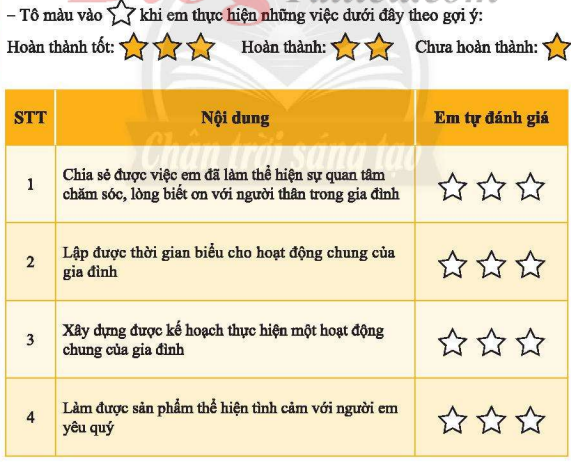 – Tô màu vào khi em thực hiện những việc dưới đây theo gợi ý:
Hoàn thành tốt: Hoàn thành: Chưa hoàn thành:
STT Nội dung Em tự đánh giá
Chân trời sáng tạo
1 Chia sẻ được việc em đã làm thể hiện sự quan tâm
chăm sóc, lòng biết ơn với người thân trong gia đình
2 Lập được thời gian biểu cho hoạt động chung của
gia đình
3 Xây dựng được kế hoạch thực hiện một hoạt động
chung của gia đình
4 Làm được sản phẩm thể hiện tình cảm với người em
yêu quý